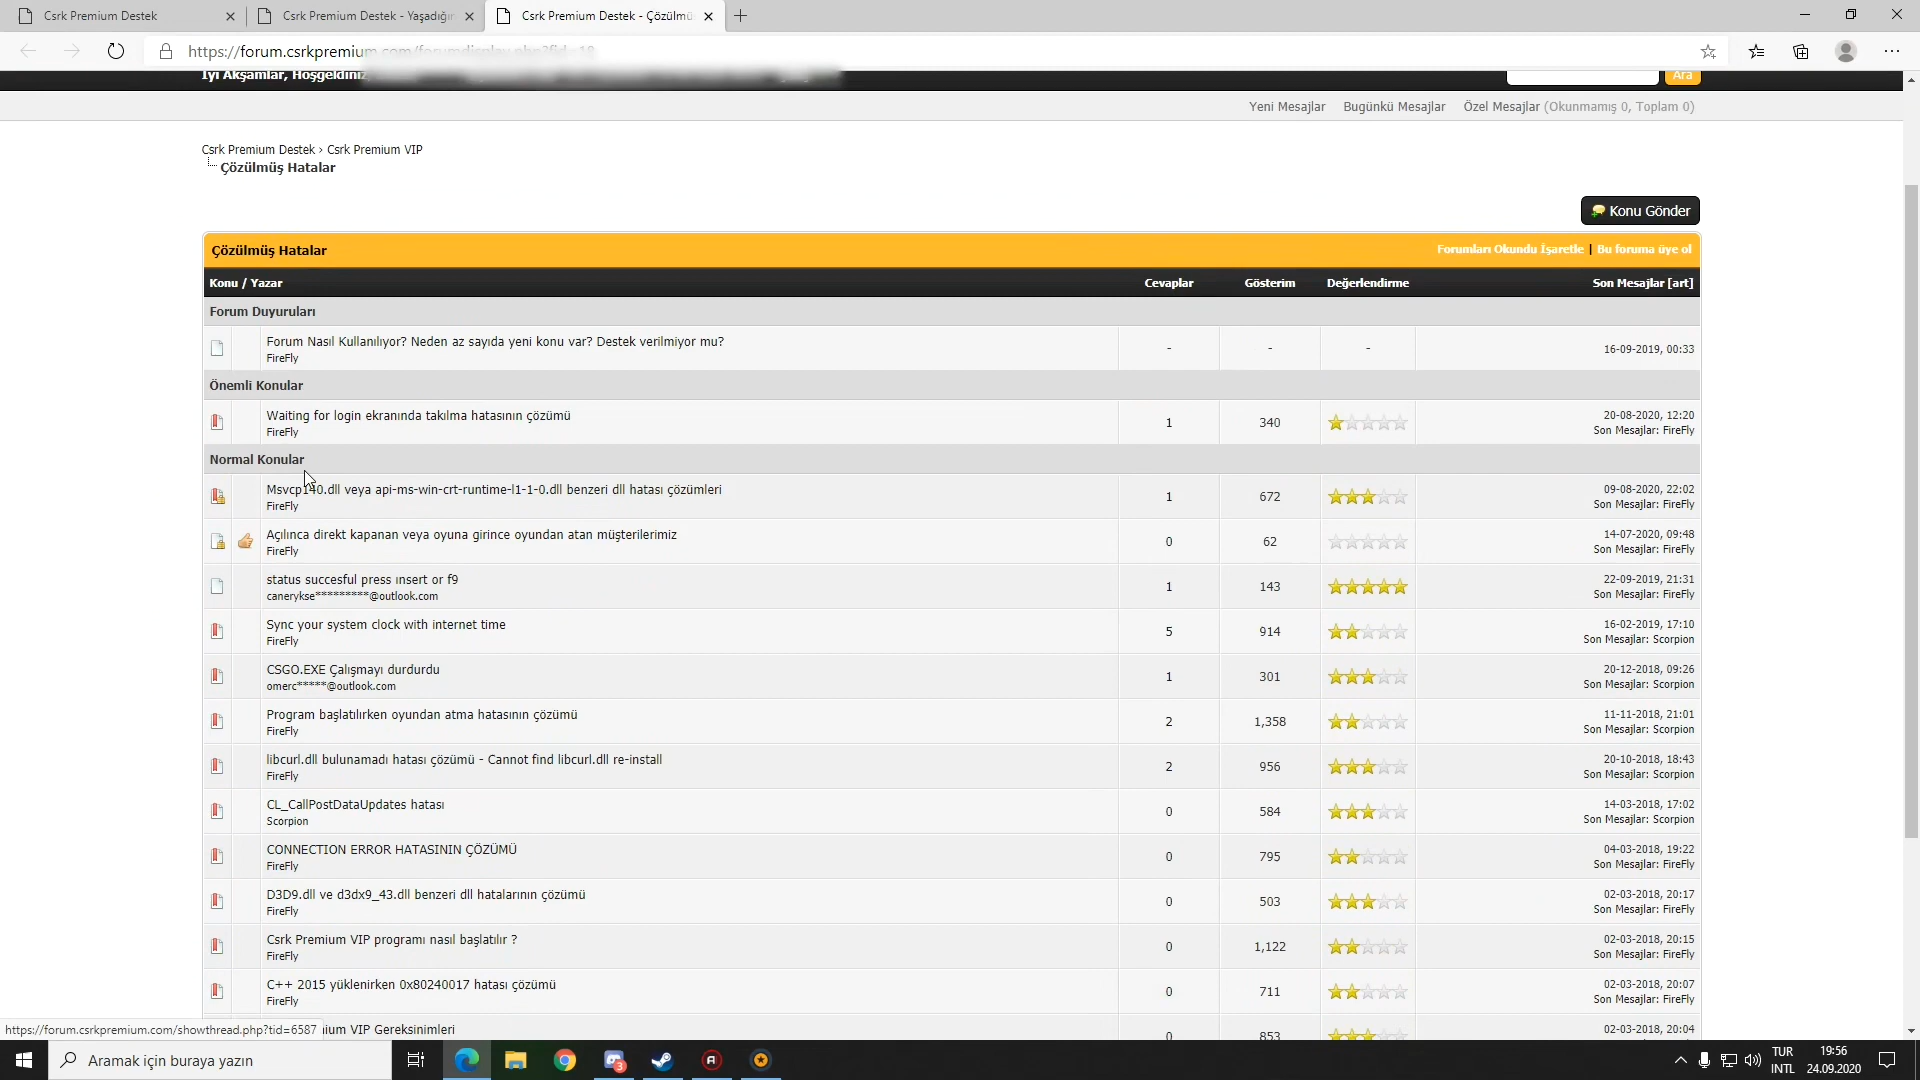 Csrk Premium Destek
Csrk Premium Destek - Yaşadığın
Csrk Premium Destek - Çözülmü
https://forum.csrkpremium.com/forumdisplay.php?fid=18
İyi Akşamlar, Hoşgeldiniz
Ara
Yeni Mesajlar Bugünkü Mesajlar Özel Mesajlar (Okunmamış 0, Toplam 0)
Csrk Premium Destek › Csrk Premium VIP
Çözülmüş Hatalar
Konu Gönder
Çözülmüş Hatalar Forumları Okundu İşaretle | Bu foruma üye ol
Konu / Yazar Cevaplar Gösterim Değerlendirme Son Mesajlar [art]
Forum Duyuruları
Forum Nasıl Kullanılıyor? Neden az sayıda yeni konu var? Destek verilmiyor mu?
FireFly
- - - 16-09-2019, 00:33
Önemli Konular
Waiting for login ekranında takılma hatasının çözümü
FireFly
1 340 20-08-2020, 12:20
Son Mesajlar: FireFly
Normal Konular
Msvcp140.dll veya api-ms-win-crt-runtime-l1-1-0.dll benzeri dll hatası çözümleri
FireFly
1 672 09-08-2020, 22:02
Son Mesajlar: FireFly
Açılınca direkt kapanan veya oyuna girince oyundan atan müşterilerimiz
FireFly
0 62 14-07-2020, 09:48
Son Mesajlar: FireFly
status succesful press ınsert or f9
canerykse*********@outlook.com
1 143 22-09-2019, 21:31
Son Mesajlar: FireFly
Sync your system clock with internet time
FireFly
5 914 16-02-2019, 17:10
Son Mesajlar: Scorpion
CSGO.EXE Çalışmayı durdurdu
omerc*****@outlook.com
1 301 20-12-2018, 09:26
Son Mesajlar: Scorpion
Program başlatılırken oyundan atma hatasının çözümü
FireFly
2 1,358 11-11-2018, 21:01
Son Mesajlar: Scorpion
libcurl.dll bulunamadı hatası çözümü - Cannot find libcurl.dll re-install
FireFly
2 956 20-10-2018, 18:43
Son Mesajlar: Scorpion
CL_CallPostDataUpdates hatası
Scorpion
0 584 14-03-2018, 17:02
Son Mesajlar: Scorpion
CONNECTION ERROR HATASININ ÇÖZÜMÜ
FireFly
0 795 04-03-2018, 19:22
Son Mesajlar: FireFly
D3D9.dll ve d3dx9_43.dll benzeri dll hatalarının çözümü
FireFly
0 503 02-03-2018, 20:17
Son Mesajlar: FireFly
Csrk Premium VIP programı nasıl başlatılır ?
FireFly
0 1,122 02-03-2018, 20:15
Son Mesajlar: FireFly
C++ 2015 yüklenirken 0x80240017 hatası çözümü
FireFly
0 711 02-03-2018, 20:07
Son Mesajlar: FireFly
ium VIP Gereksinimleri
0 853 02-03-2018, 20:04
https://forum.csrkpremium.com/showthread.php?tid=6587
Aramak için buraya yazın
3
TUR
INTL
19:56
24.09.2020